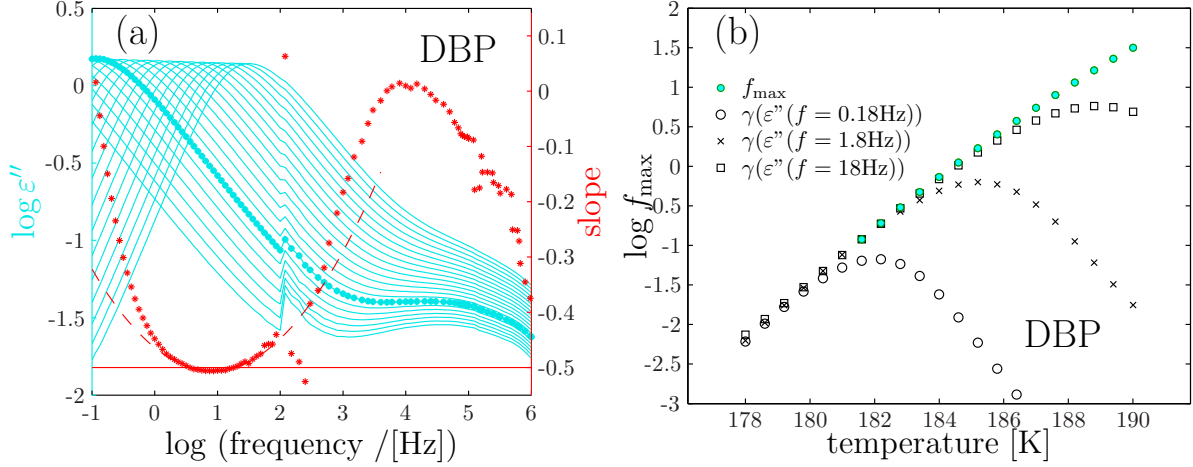 (a)
DBP
log ε''
0
-0.5
-1
-1.5
-2
-1 0 1 2 3 4 5 6
log (frequency /[Hz])
0.1
0
-0.1
-0.2
-0.3
-0.4
-0.5
slope
(b)
f_max
γ(ε''(f = 0.18Hz))
γ(ε''(f = 1.8Hz))
γ(ε''(f = 18Hz))
DBP
log f_max
1.5
1
0.5
0
-0.5
-1
-1.5
-2
-2.5
-3
178 180 182 184 186 188 190
temperature [K]